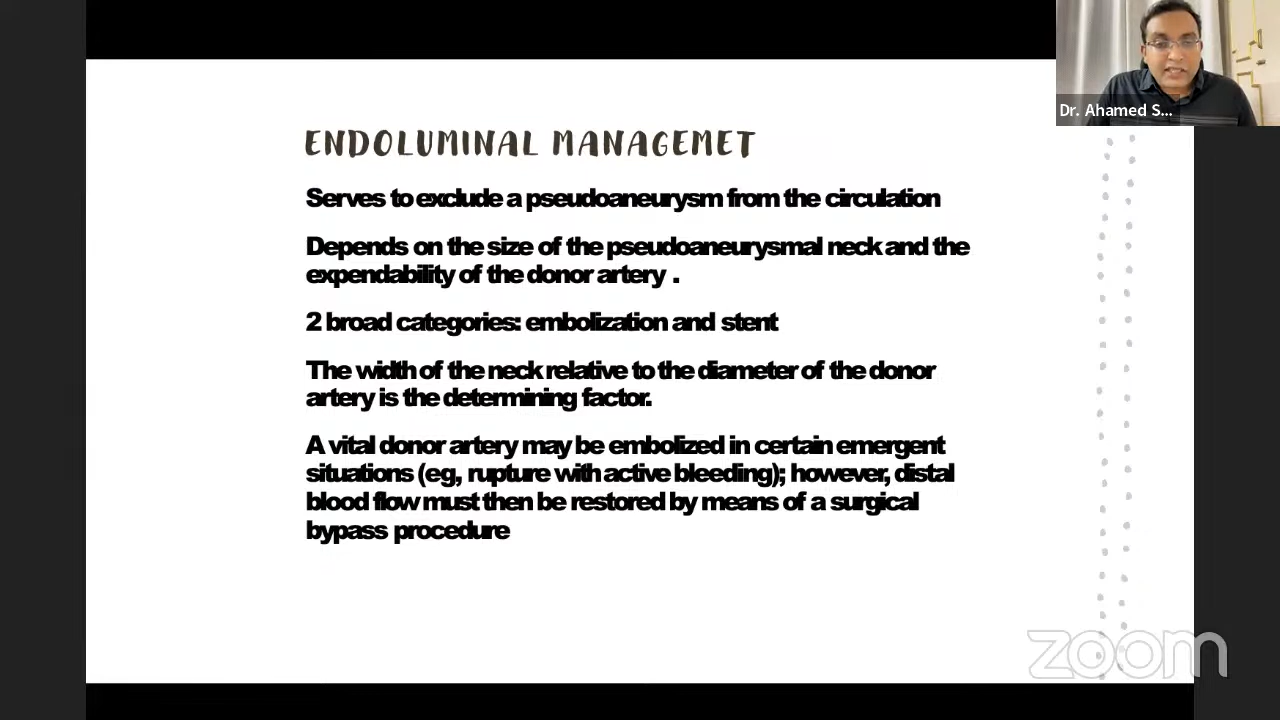 Dr. Ahamed S...
ENDOLUMINAL MANAGEMET
Serves to exclude a pseudoaneurysm from the circulation
Depends on the size of the pseudoaneurysmal neck and the
expendability of the donor artery .
2 broad categories: embolization and stent
The width of the neck relative to the diameter of the donor
artery is the determining factor.
A vital donor artery may be embolized in certain emergent
situations (eg, rupture with active bleeding); however, distal
blood flow must then be restored by means of a surgical
bypass procedure
zoom